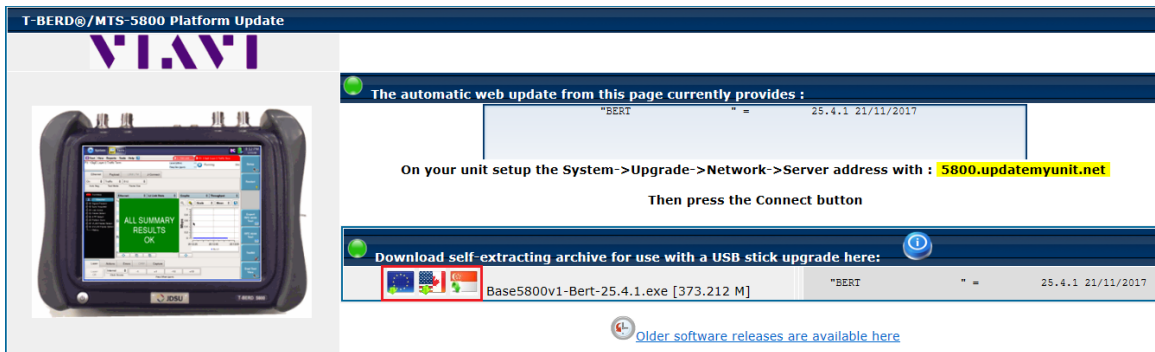 T-BERD®/MTS-5800 Platform Update
VIAVI
The automatic web update from this page currently provides :
"BERT " = 25.4.1 21/11/2017
On your unit setup the System->Upgrade->Network->Server address with : 5800.updatemyunit.net
Then press the Connect button
ALL SUMMARY
RESULTS
OK
JDSU
Download self-extracting archive for use with a USB stick upgrade here:
Base5800v1-Bert-25.4.1.exe [373.212 M]
"BERT " = 25.4.1 21/11/2017
Older software releases are available here